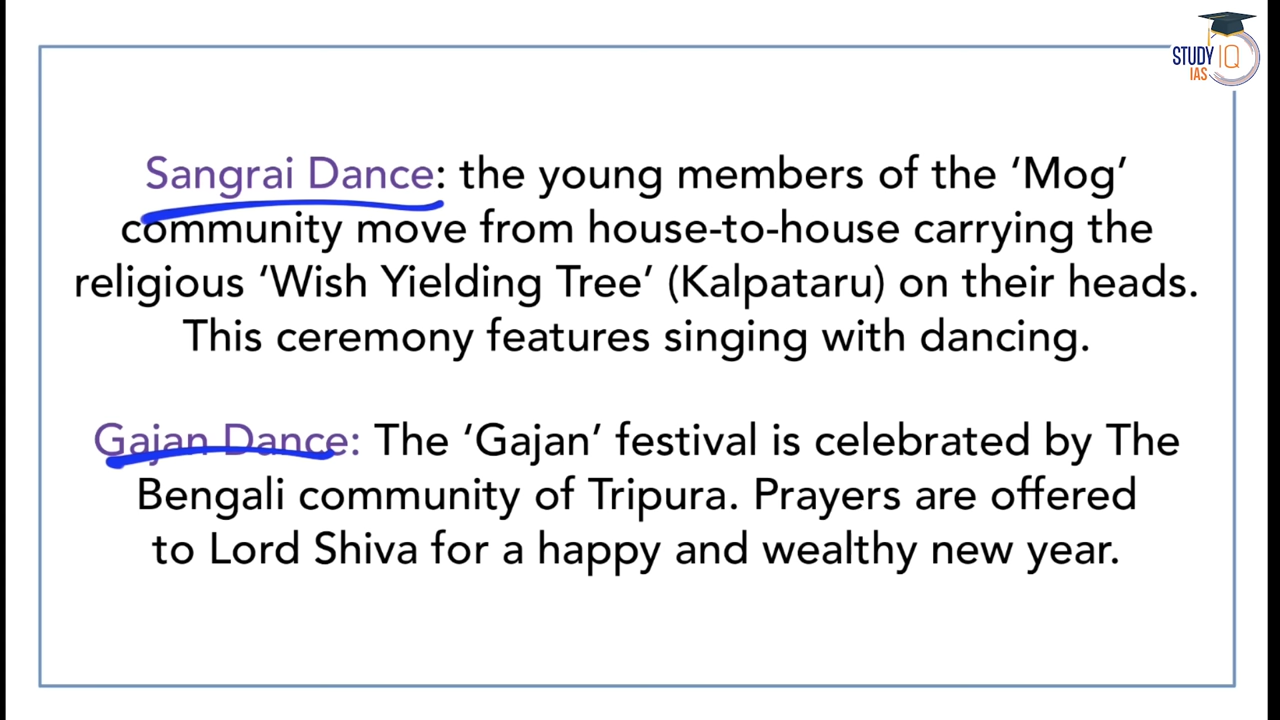 STUDY IQ
IAS
Sangrai Dance: the young members of the ‘Mog’
community move from house-to-house carrying the
religious ‘Wish Yielding Tree’ (Kalpataru) on their heads.
This ceremony features singing with dancing.
Gajan Dance: The ‘Gajan’ festival is celebrated by The
Bengali community of Tripura. Prayers are offered
to Lord Shiva for a happy and wealthy new year.